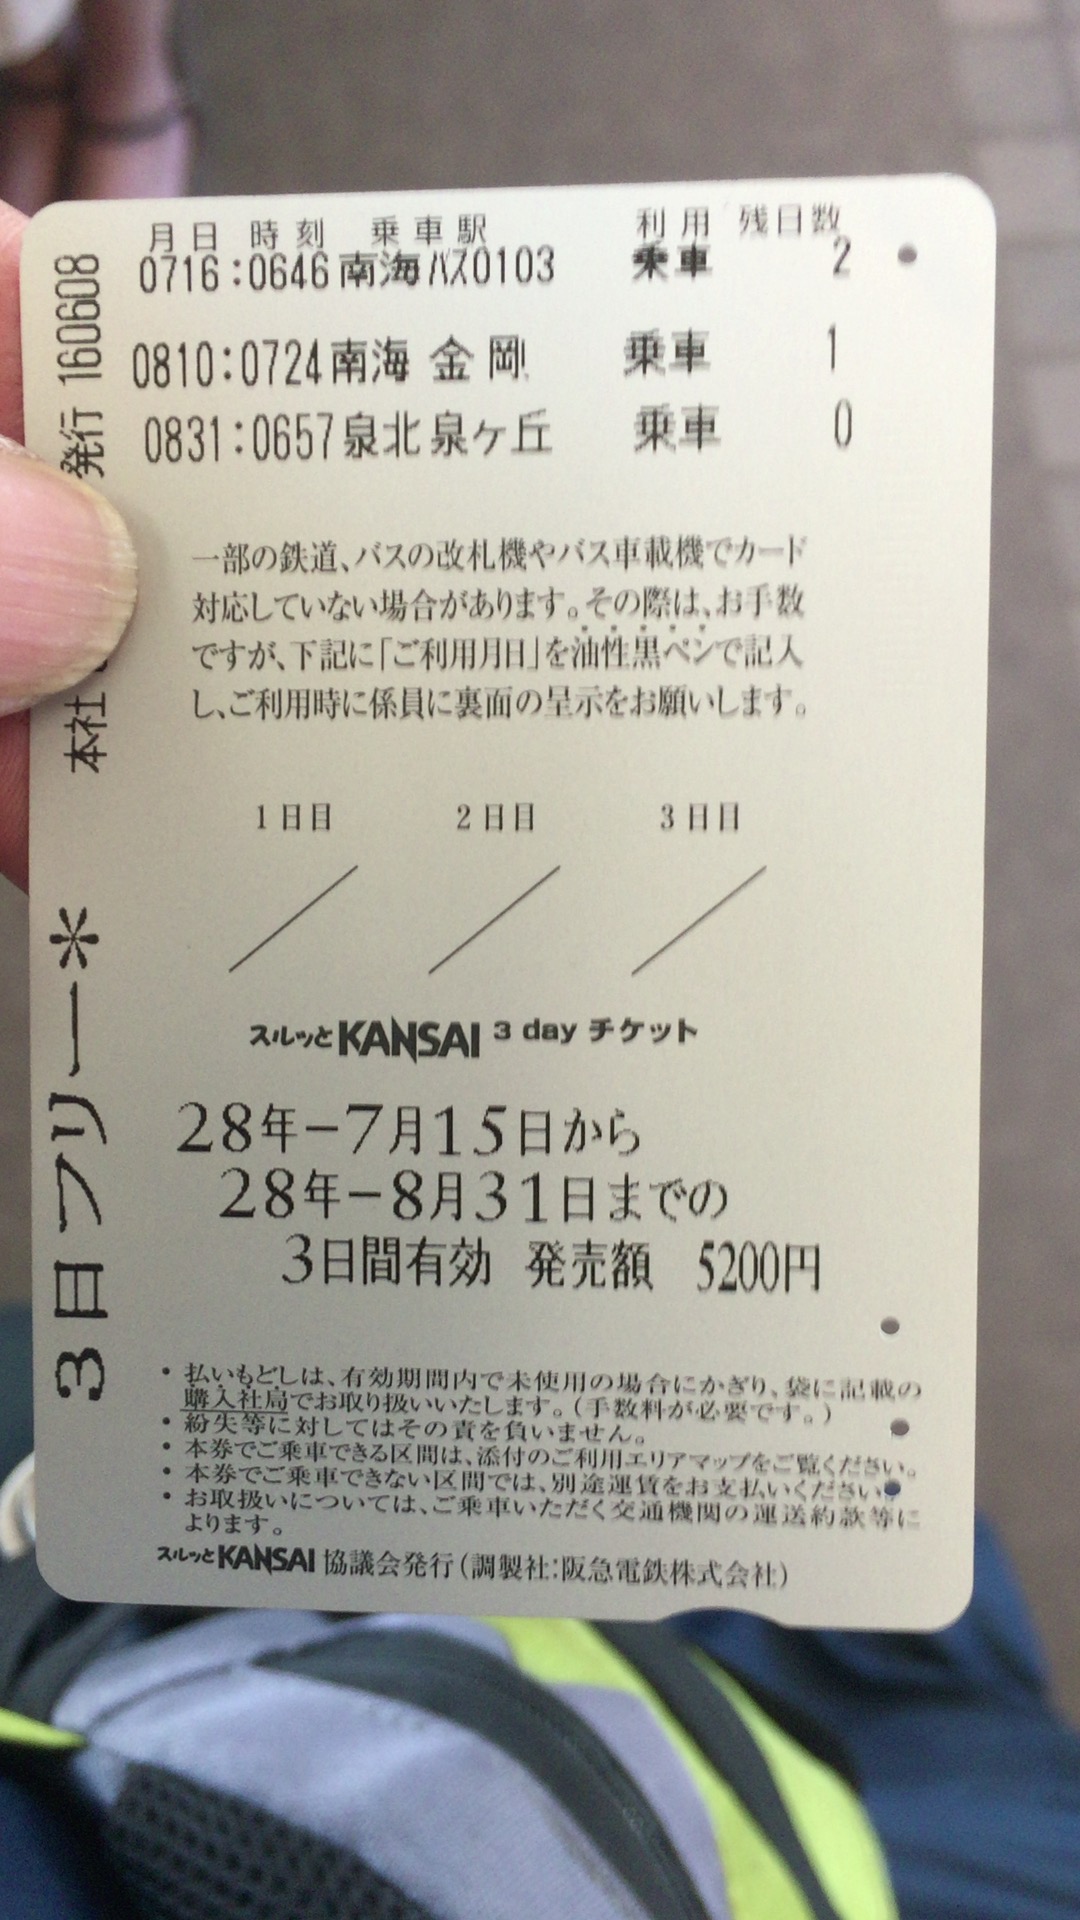 月日 時刻 乗車駅 利用 残日数
0716:0646 南海バス0103 乗車 2
0810:0724 南海 金剛 乗車 1
0831:0657 泉北 泉ヶ丘 乗車 0
一部の鉄道、バスの改札機やバス車載機でカード
対応していない場合があります。その際は、お手数
ですが、下記に「ご利用月日」を油性黒ペンで記入
し、ご利用時に係員に裏面の呈示をお願いします。
1日目 2日目 3日目
／ ／ ／
スルッとKANSAI 3 day チケット
28年-7月15日から
28年-8月31日までの
3日間有効 発売額 5200円
・払いもどしは、有効期間内で未使用の場合にかぎり、袋に記載の
購入社局でお取り扱いいたします。(手数料が必要です。)
・紛失等に対してはその責を負いません。
・本券でご乗車できる区間は、添付のご利用エリアマップをご覧ください。
・本券でご乗車できない区間では、別途運賃をお支払いください。
・お取扱いについては、ご乗車いただく交通機関の運送約款等に
よります。
スルッとKANSAI 協議会発行(調製社:阪急電鉄株式会社)
3日フリー* 本社 発行 160608